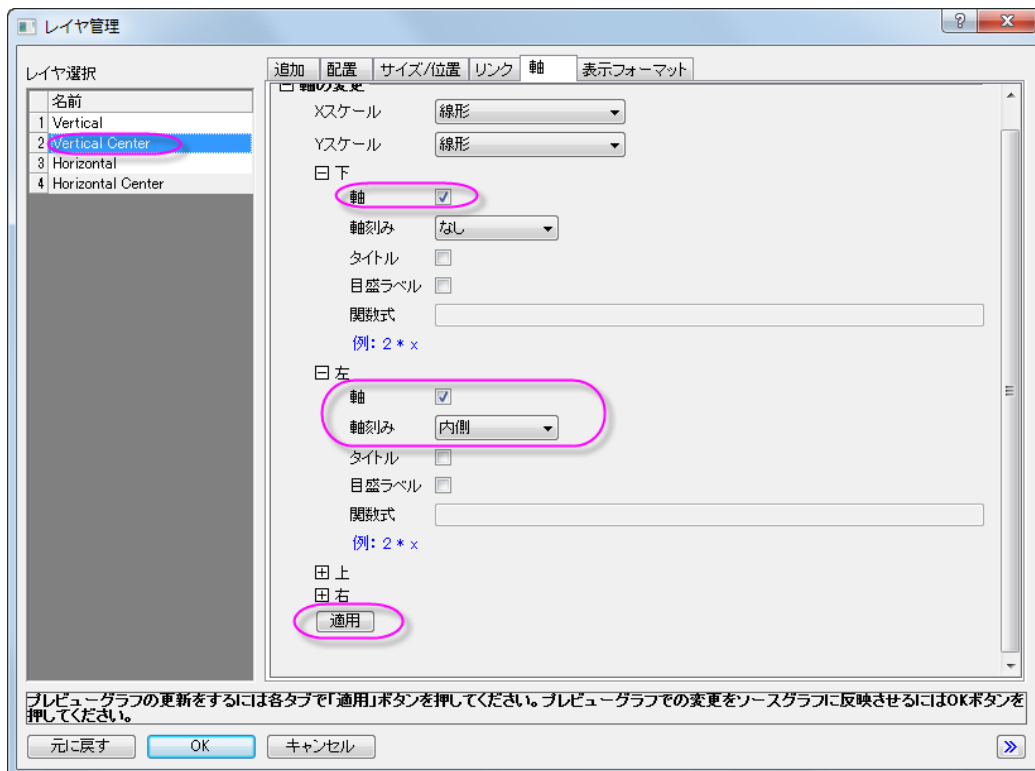 レイヤ管理
レイヤ選択
追加 配置 サイズ/位置 リンク 軸 表示フォーマット
名前
1 Vertical
2 Vertical Center
3 Horizontal
4 Horizontal Center
軸の変更
Xスケール 線形
Yスケール 線形
下
軸
軸刻み なし
タイトル
目盛ラベル
関数式
例: 2 * x
左
軸
軸刻み 内側
タイトル
目盛ラベル
関数式
例: 2 * x
上
右
適用
プレビューグラフの更新をするには各タブで「適用」ボタンを押してください。プレビューグラフでの変更をソースグラフに反映させるにはOKボタンを
押してください。
元に戻す OK キャンセル